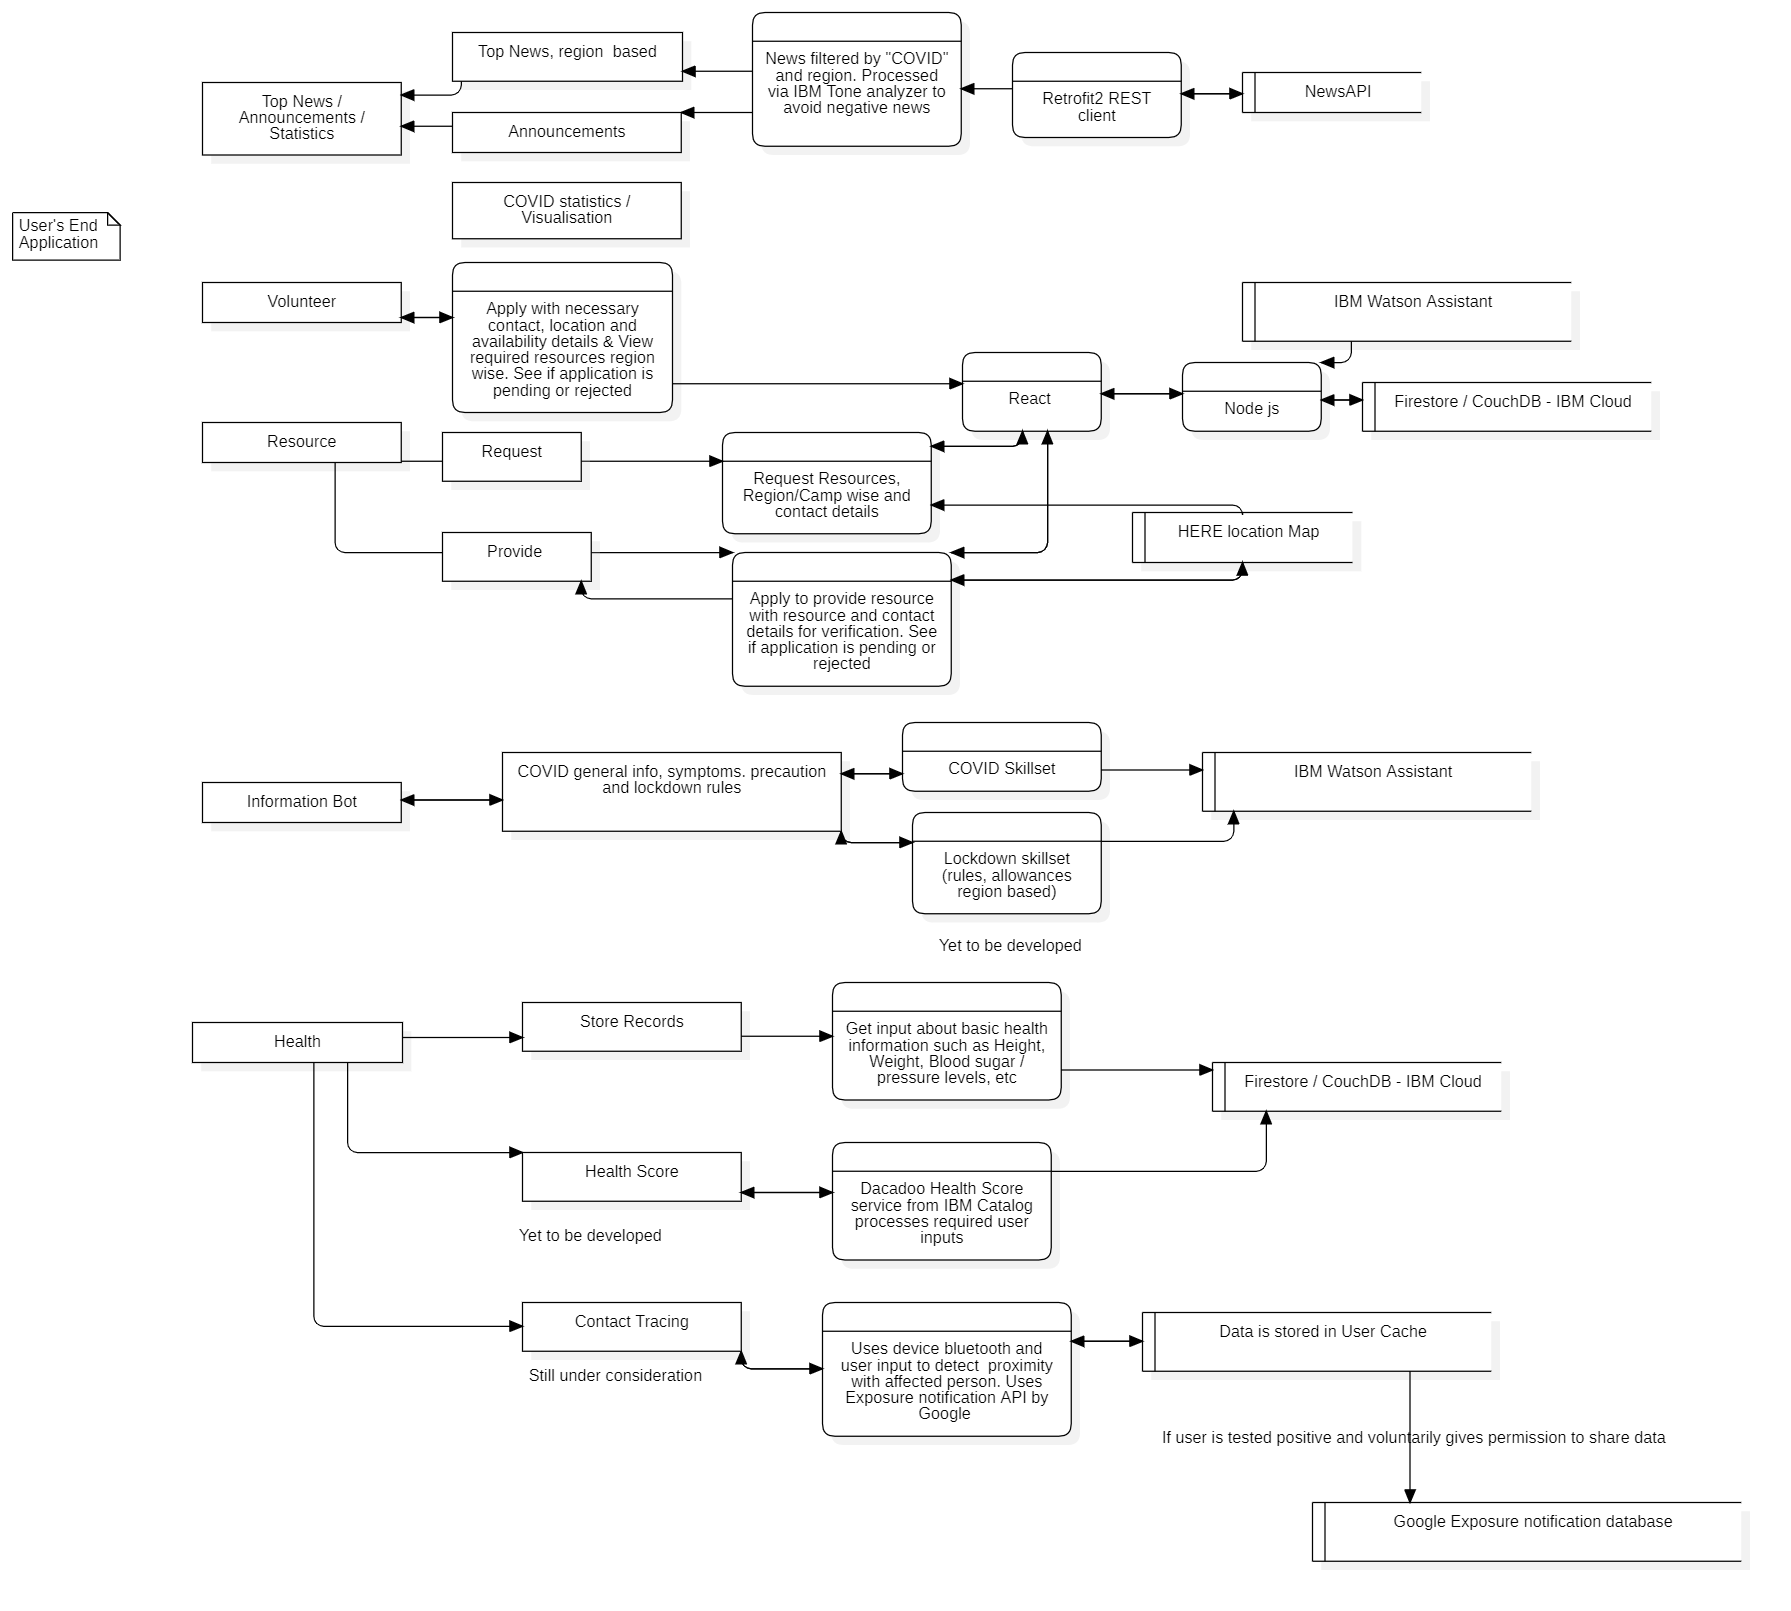 Top News, region  based
News filtered by "COVID"
and region. Processed
via IBM Tone analyzer to
avoid negative news
Retrofit2 REST
client
NewsAPI
Top News /
Announcements /
Statistics
Announcements
COVID statistics /
Visualisation
User's End
Application
Volunteer
Apply with necessary
contact, location and
availability details & View
required resources region
wise. See if application is
pending or rejected
IBM Watson Assistant
React
Node js
Firestore / CouchDB - IBM Cloud
Resource
Request
Request Resources,
Region/Camp wise and
contact details
HERE location Map
Provide
Apply to provide resource
with resource and contact
details for verification. See
if application is pending or
rejected
Information Bot
COVID general info, symptoms. precaution
and lockdown rules
COVID Skillset
IBM Watson Assistant
Lockdown skillset
(rules, allowances
region based)
Yet to be developed
Health
Store Records
Get input about basic health
information such as Height,
Weight, Blood sugar /
pressure levels, etc
Firestore / CouchDB - IBM Cloud
Health Score
Yet to be developed
Dacadoo Health Score
service from IBM Catalog
processes required user
inputs
Contact Tracing
Still under consideration
Uses device bluetooth and
user input to detect  proximity
with affected person. Uses
Exposure notification API by
Google
Data is stored in User Cache
If user is tested positive and voluntarily gives permission to share data
Google Exposure notification database